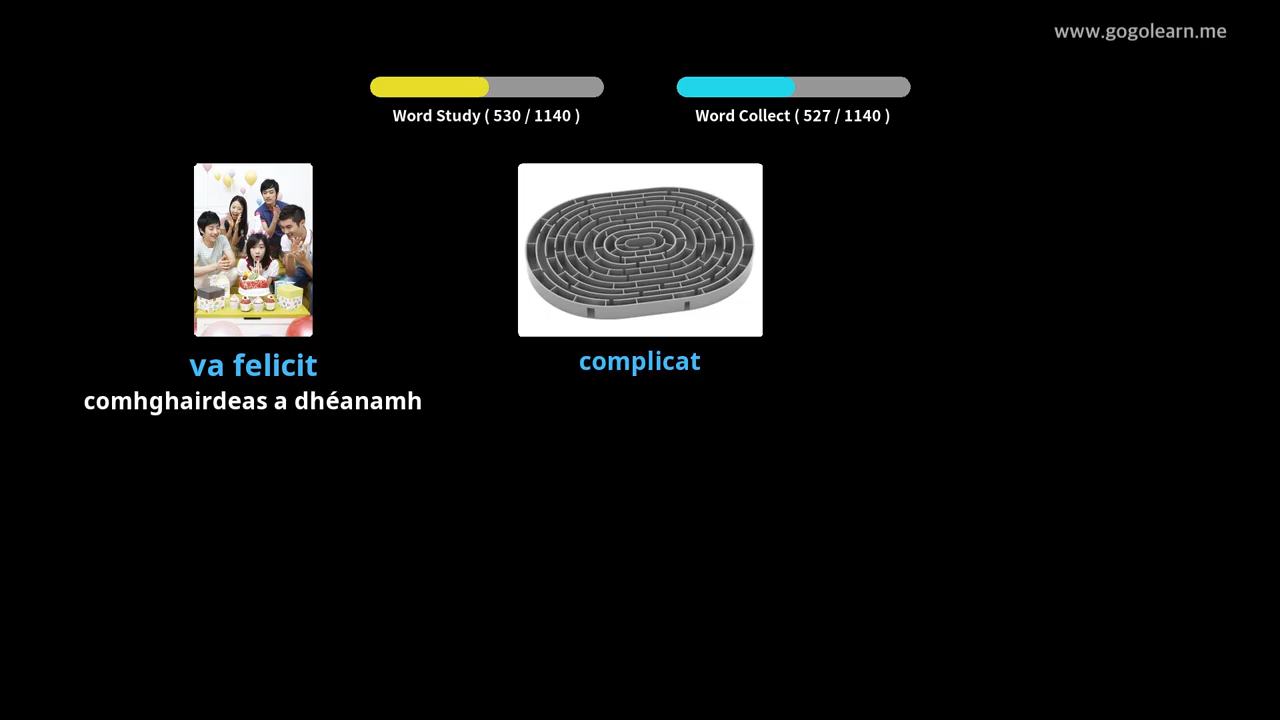 www.gogolearn.me
Word Study ( 530 / 1140 )
Word Collect ( 527 / 1140 )
va felicit
comhghairdeas a dhéanamh
complicat